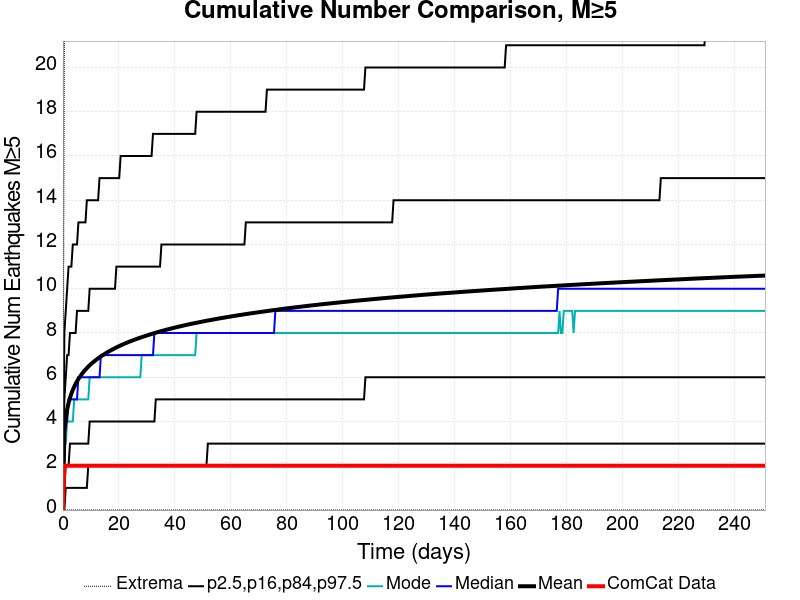 Cumulative Number Comparison, M≥5
Cumulative Num Earthquakes M≥5
20
18
16
14
12
10
8
6
4
2
0
0 20 40 60 80 100 120 140 160 180 200 220 240
Time (days)
Extrema p2.5,p16,p84,p97.5 Mode Median Mean ComCat Data